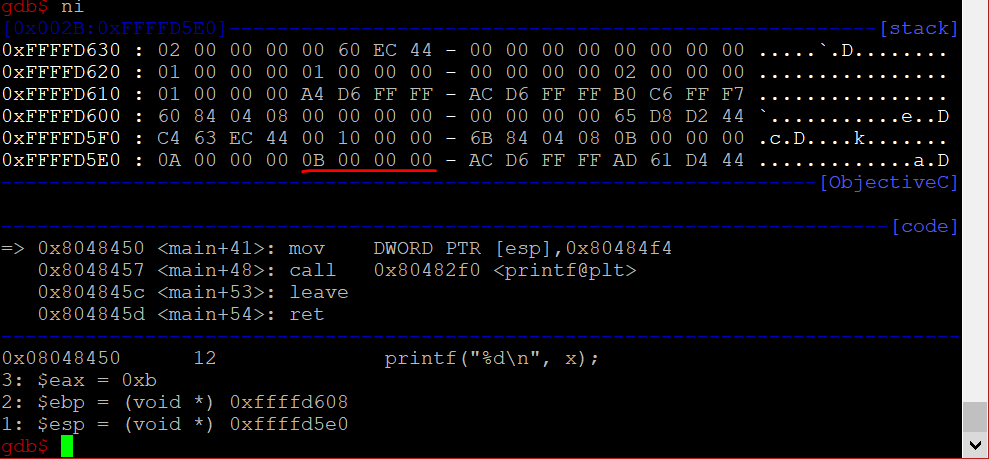 gdb$ ni
[0x002B:0xFFFFD5E0]------------------------------------------------------[stack]
0xFFFFD630 : 02 00 00 00 00 60 EC 44 - 00 00 00 00 00 00 00 00 .....`.D........
0xFFFFD620 : 01 00 00 00 01 00 00 00 - 00 00 00 00 02 00 00 00 ................
0xFFFFD610 : 01 00 00 00 A4 D6 FF FF - AC D6 FF FF B0 C6 FF F7 ................
0xFFFFD600 : 60 84 04 08 00 00 00 00 - 00 00 00 00 65 D8 D2 44 `...........e..D
0xFFFFD5F0 : C4 63 EC 44 00 10 00 00 - 6B 84 04 08 0B 00 00 00 .c.D....k.......
0xFFFFD5E0 : 0A 00 00 00 0B 00 00 00 - AC D6 FF FF AD 61 D4 44 .............a.D
--------------------------------------------------------------------[ObjectiveC]
--------------------------------------------------------------------------[code]
=> 0x8048450 <main+41>: mov    DWORD PTR [esp],0x80484f4
   0x8048457 <main+48>: call   0x80482f0 <printf@plt>
   0x804845c <main+53>: leave
   0x804845d <main+54>: ret
--------------------------------------------------------------------------------
0x08048450      12              printf("%d\n", x);
3: $eax = 0xb
2: $ebp = (void *) 0xffffd608
1: $esp = (void *) 0xffffd5e0
gdb$